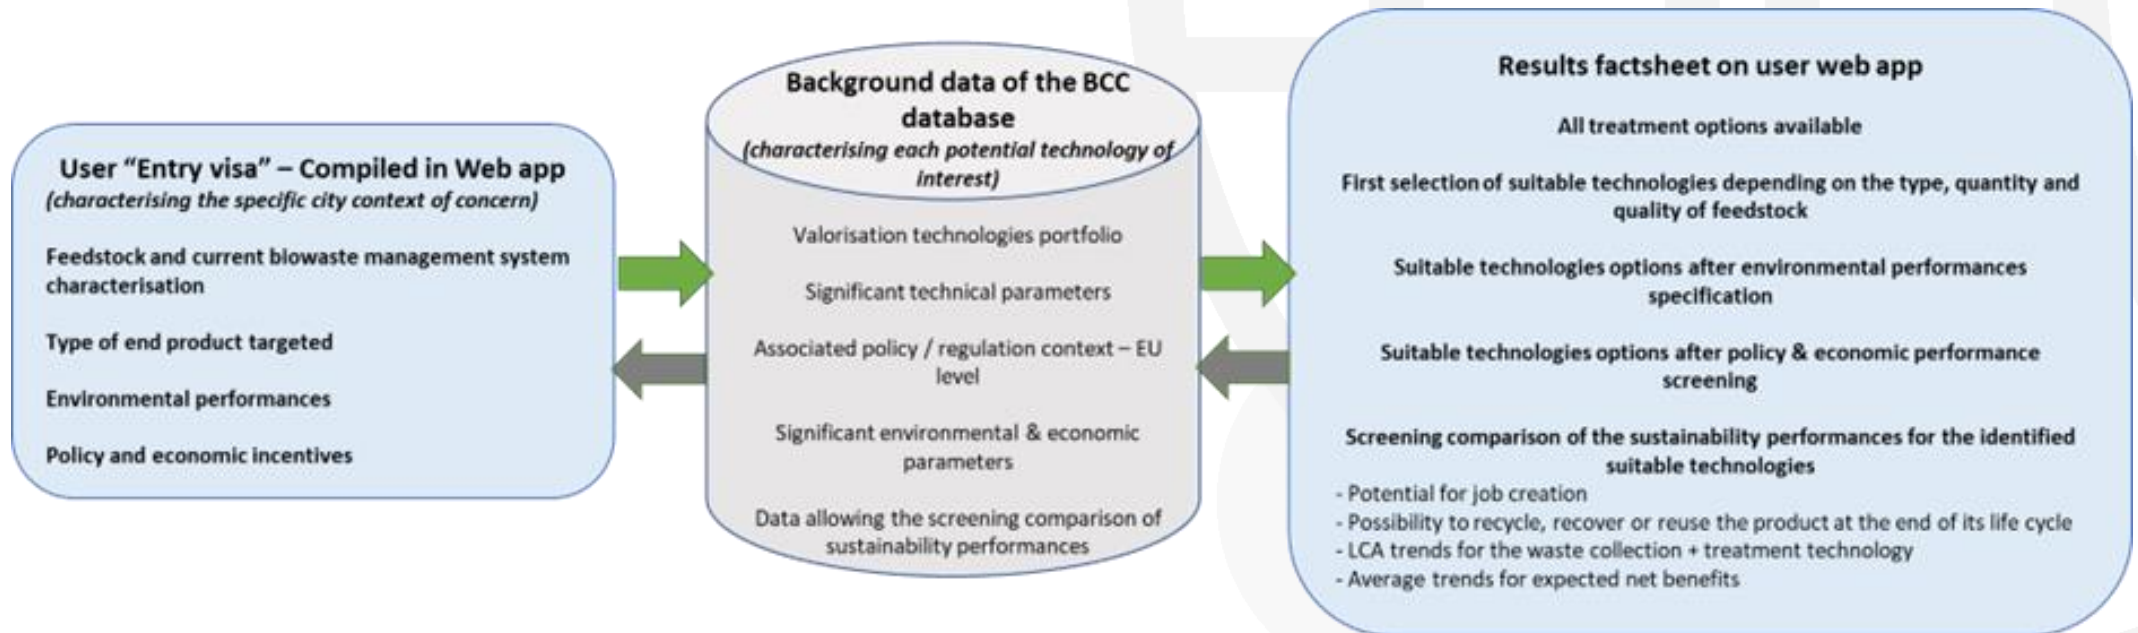 User “Entry visa” – Compiled in Web app
(characterising the specific city context of concern)
Feedstock and current biowaste management system
characterisation
Type of end product targeted
Environmental performances
Policy and economic incentives
Background data of the BCC
database
(characterising each potential technology of
interest)
Valorisation technologies portfolio
Significant technical parameters
Associated policy / regulation context – EU
level
Significant environmental & economic
parameters
Data allowing the screening comparison of
sustainability performances
Results factsheet on user web app
All treatment options available
First selection of suitable technologies depending on the type, quantity and
quality of feedstock
Suitable technologies options after environmental performances
specification
Suitable technologies options after policy & economic performance
screening
Screening comparison of the sustainability performances for the identified
suitable technologies
- Potential for job creation
- Possibility to recycle, recover or reuse the product at the end of its life cycle
- LCA trends for the waste collection + treatment technology
- Average trends for expected net benefits